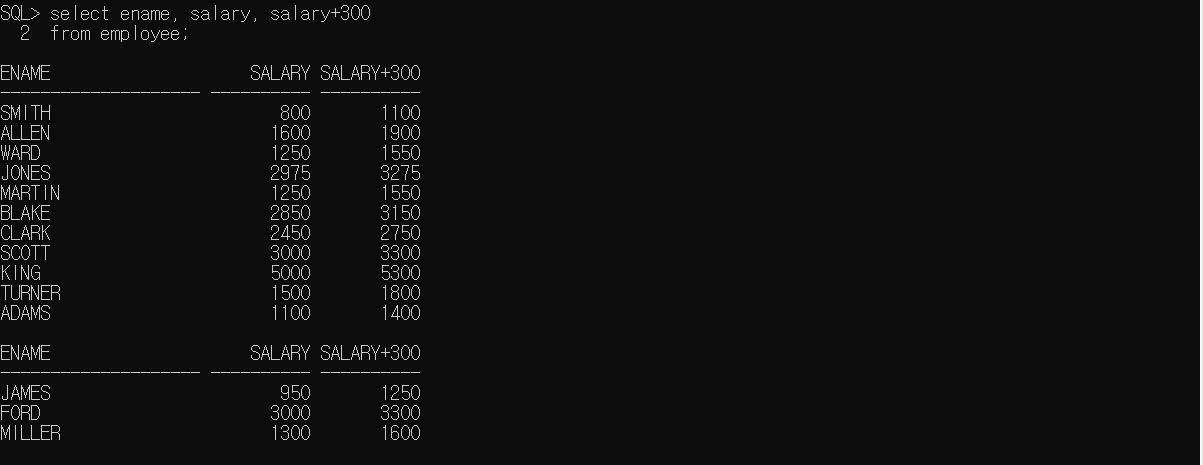 SQL> select ename, salary, salary+300
  2  from employee;
ENAME                    SALARY SALARY+300
-------------------- ---------- ----------
SMITH                       800       1100
ALLEN                      1600       1900
WARD                       1250       1550
JONES                      2975       3275
MARTIN                     1250       1550
BLAKE                      2850       3150
CLARK                      2450       2750
SCOTT                      3000       3300
KING                       5000       5300
TURNER                     1500       1800
ADAMS                      1100       1400
ENAME                    SALARY SALARY+300
-------------------- ---------- ----------
JAMES                       950       1250
FORD                       3000       3300
MILLER                     1300       1600